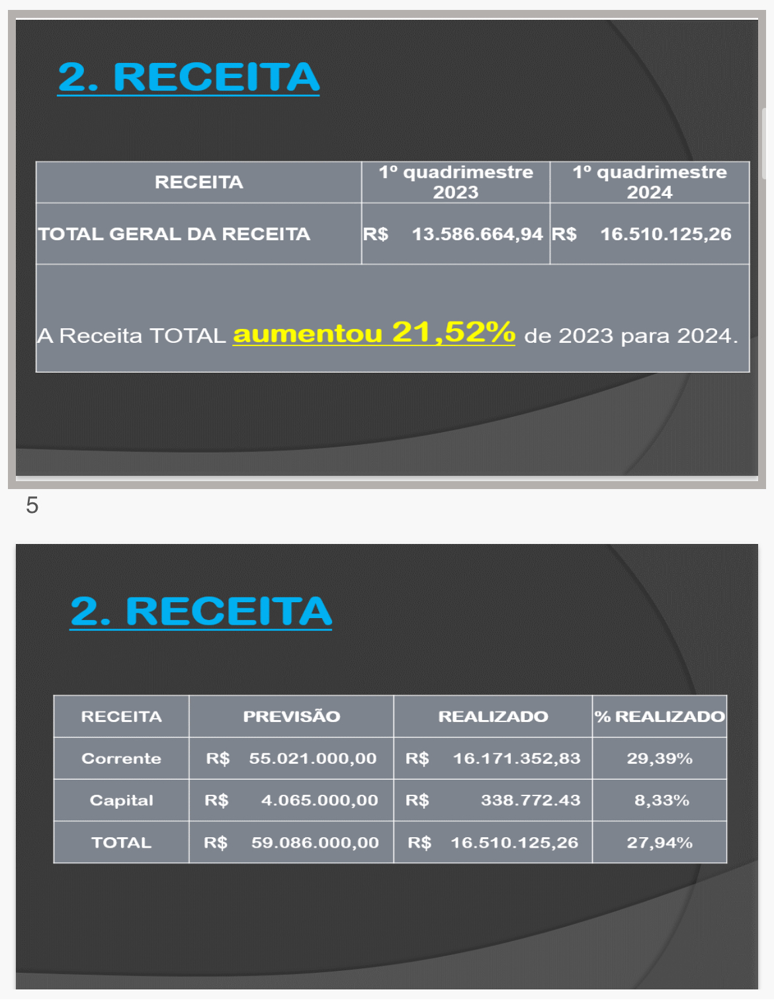 2. RECEITA
RECEITA 1º quadrimestre 2023 1º quadrimestre 2024
TOTAL GERAL DA RECEITA R$ 13.586.664,94 R$ 16.510.125,26
A Receita TOTAL aumentou 21,52% de 2023 para 2024.
5
2. RECEITA
RECEITA PREVISÃO REALIZADO % REALIZADO
Corrente R$ 55.021.000,00 R$ 16.171.352,83 29,39%
Capital R$ 4.065.000,00 R$ 338.772.43 8,33%
TOTAL R$ 59.086.000,00 R$ 16.510.125,26 27,94%